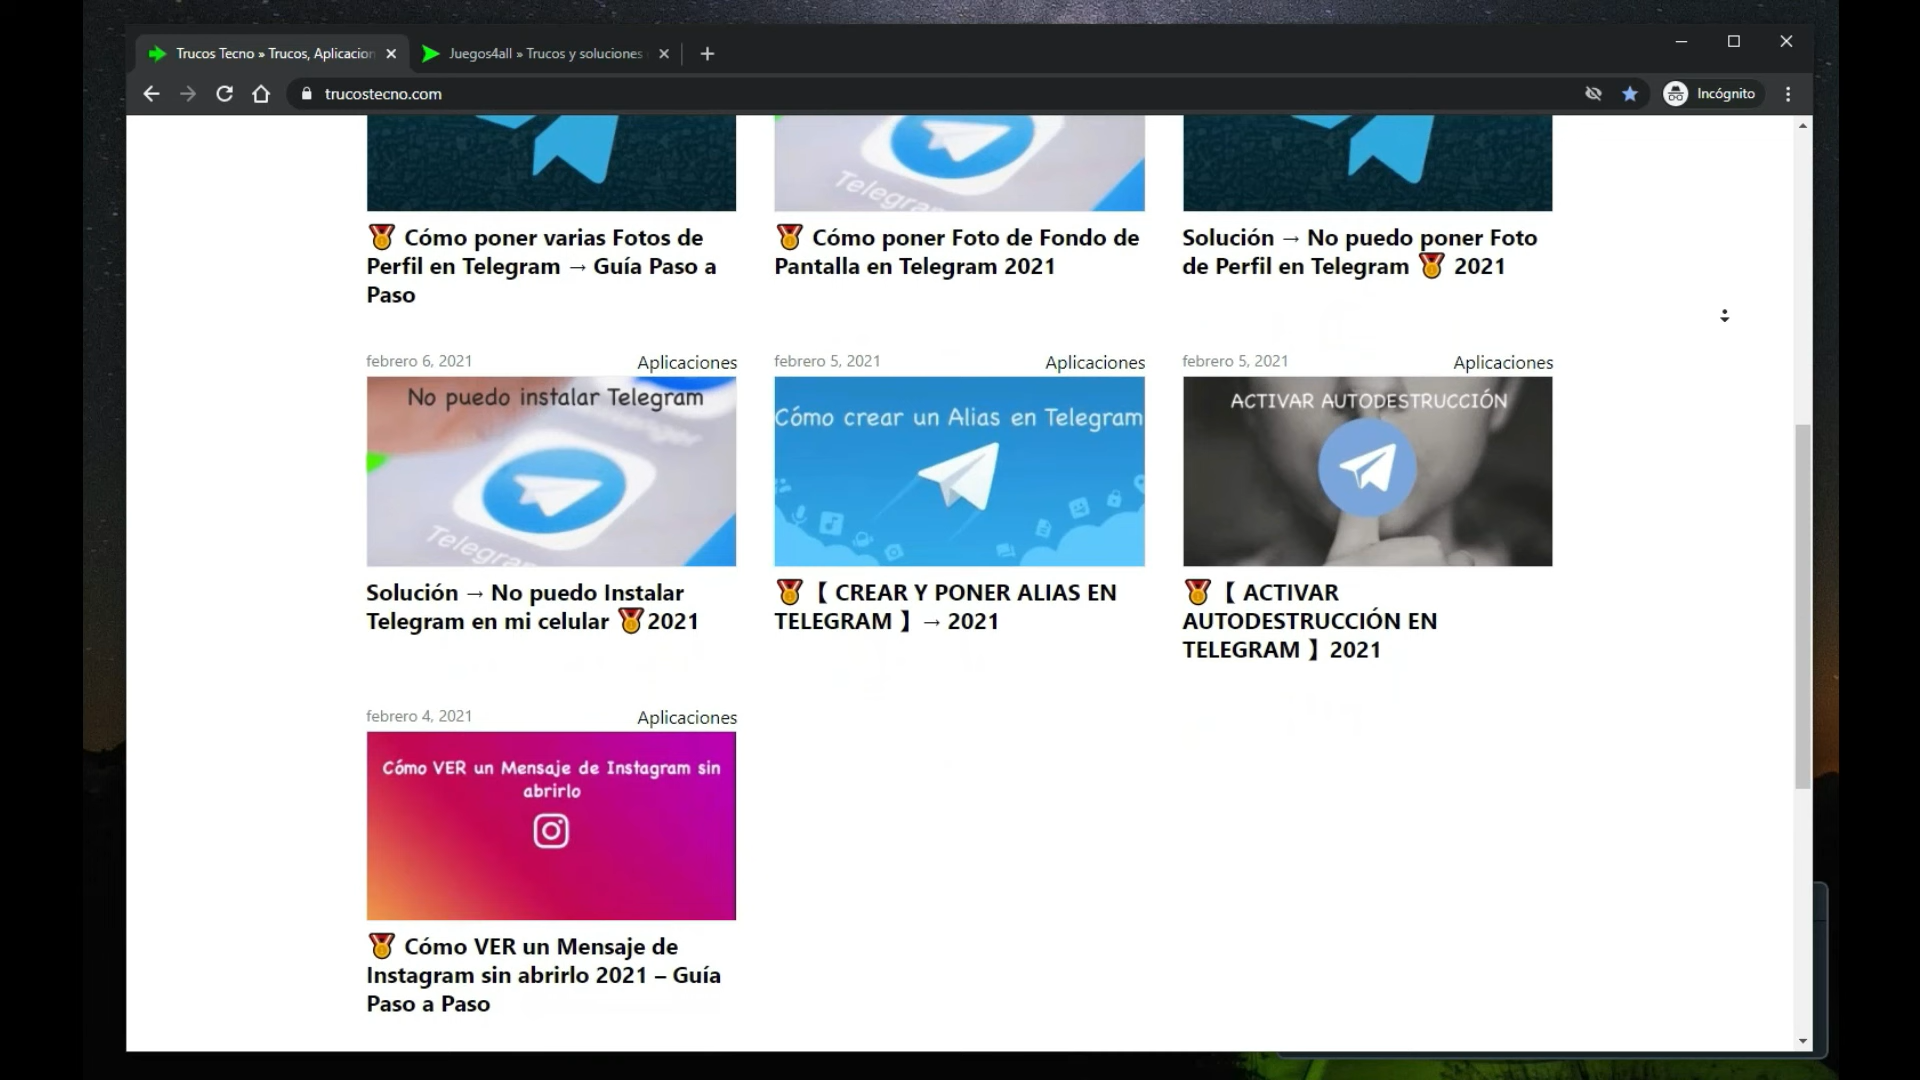 Trucos Tecno » Trucos, Aplicacion
Juegos4all » Trucos y soluciones
trucostecno.com
Incógnito
Telegram
🏅 Cómo poner varias Fotos de
Perfil en Telegram → Guía Paso a
Paso
🏅 Cómo poner Foto de Fondo de
Pantalla en Telegram 2021
Solución → No puedo poner Foto
de Perfil en Telegram 🏅 2021
febrero 6, 2021
Aplicaciones
No puedo instalar Telegram
Telegram
Solución → No puedo Instalar
Telegram en mi celular 🏅2021
febrero 5, 2021
Aplicaciones
Cómo crear un Alias en Telegram
🏅【 CREAR Y PONER ALIAS EN
TELEGRAM 】→ 2021
febrero 5, 2021
Aplicaciones
ACTIVAR AUTODESTRUCCIÓN
🏅【 ACTIVAR
AUTODESTRUCCIÓN EN
TELEGRAM 】2021
febrero 4, 2021
Aplicaciones
Cómo VER un Mensaje de Instagram sin
abrirlo
🏅 Cómo VER un Mensaje de
Instagram sin abrirlo 2021 – Guía
Paso a Paso